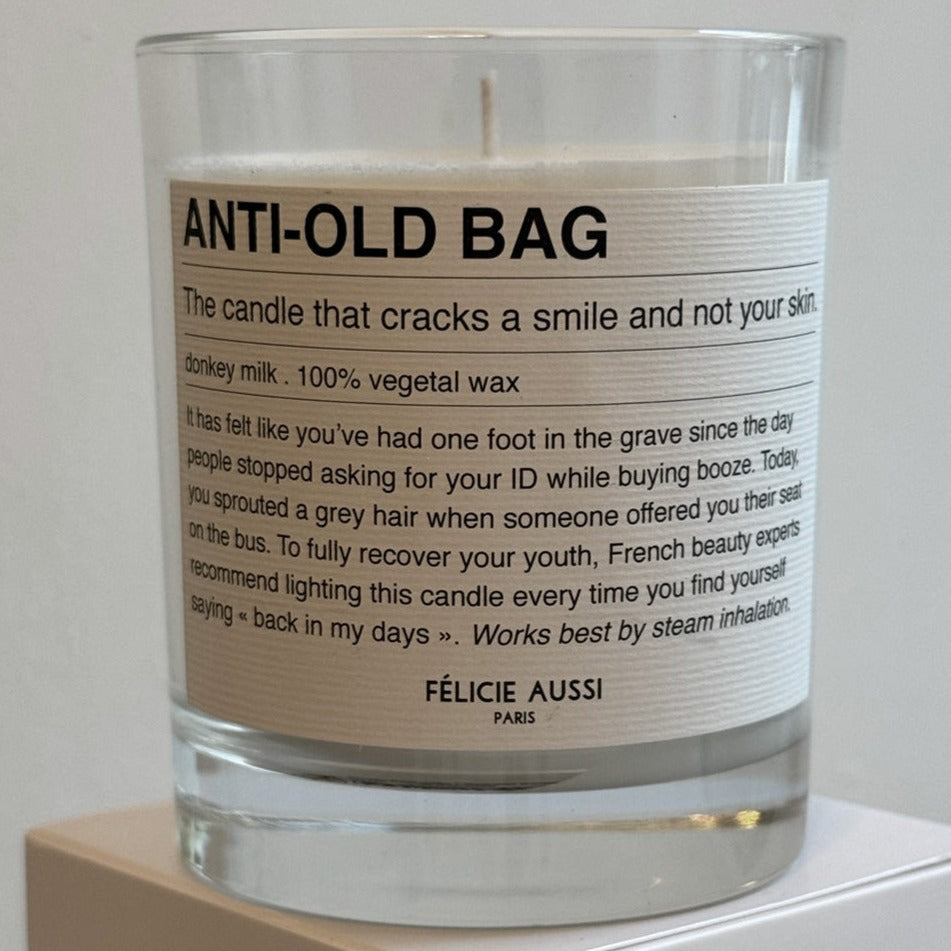 ANTI-OLD BAG
The candle that cracks a smile and not your skin.
donkey milk . 100% vegetal wax
It has felt like you've had one foot in the grave since the day
people stopped asking for your ID while buying booze. Today,
you sprouted a grey hair when someone offered you their seat
on the bus. To fully recover your youth, French beauty experts
recommend lighting this candle every time you find yourself
saying « back in my days ». Works best by steam inhalation.
FÉLICIE AUSSI
PARIS